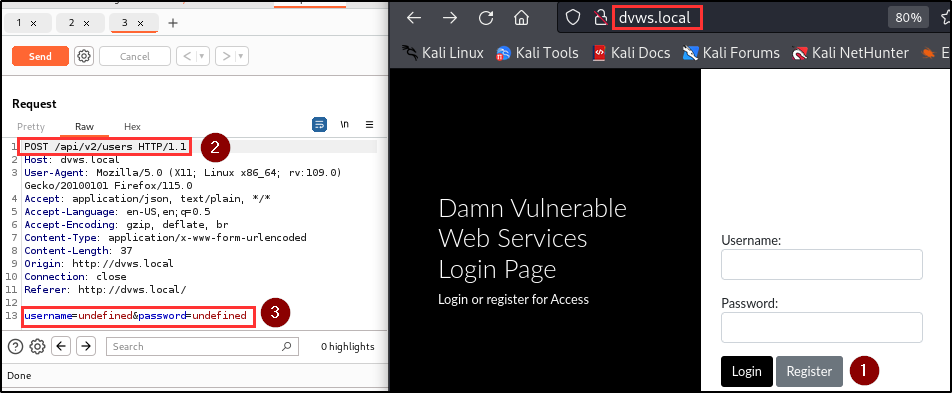 1 ×
2 ×
3 ×
+
Send
Cancel
< | ▾
> | ▾
Request
Pretty Raw Hex
\n
1 POST /api/v2/users HTTP/1.1
2
2 Host: dvws.local
3 User-Agent: Mozilla/5.0 (X11; Linux x86_64; rv:109.0)
Gecko/20100101 Firefox/115.0
4 Accept: application/json, text/plain, */*
5 Accept-Language: en-US,en;q=0.5
6 Accept-Encoding: gzip, deflate, br
7 Content-Type: application/x-www-form-urlencoded
8 Content-Length: 37
9 Origin: http://dvws.local
10 Connection: close
11 Referer: http://dvws.local/
12
13 username=undefined&password=undefined
3
Search
0 highlights
Done
dvws.local
80%
Kali Linux
Kali Tools
Kali Docs
Kali Forums
Kali NetHunter
Damn Vulnerable
Web Services
Login Page
Login or register for Access
Username:
Password:
Login
Register
1